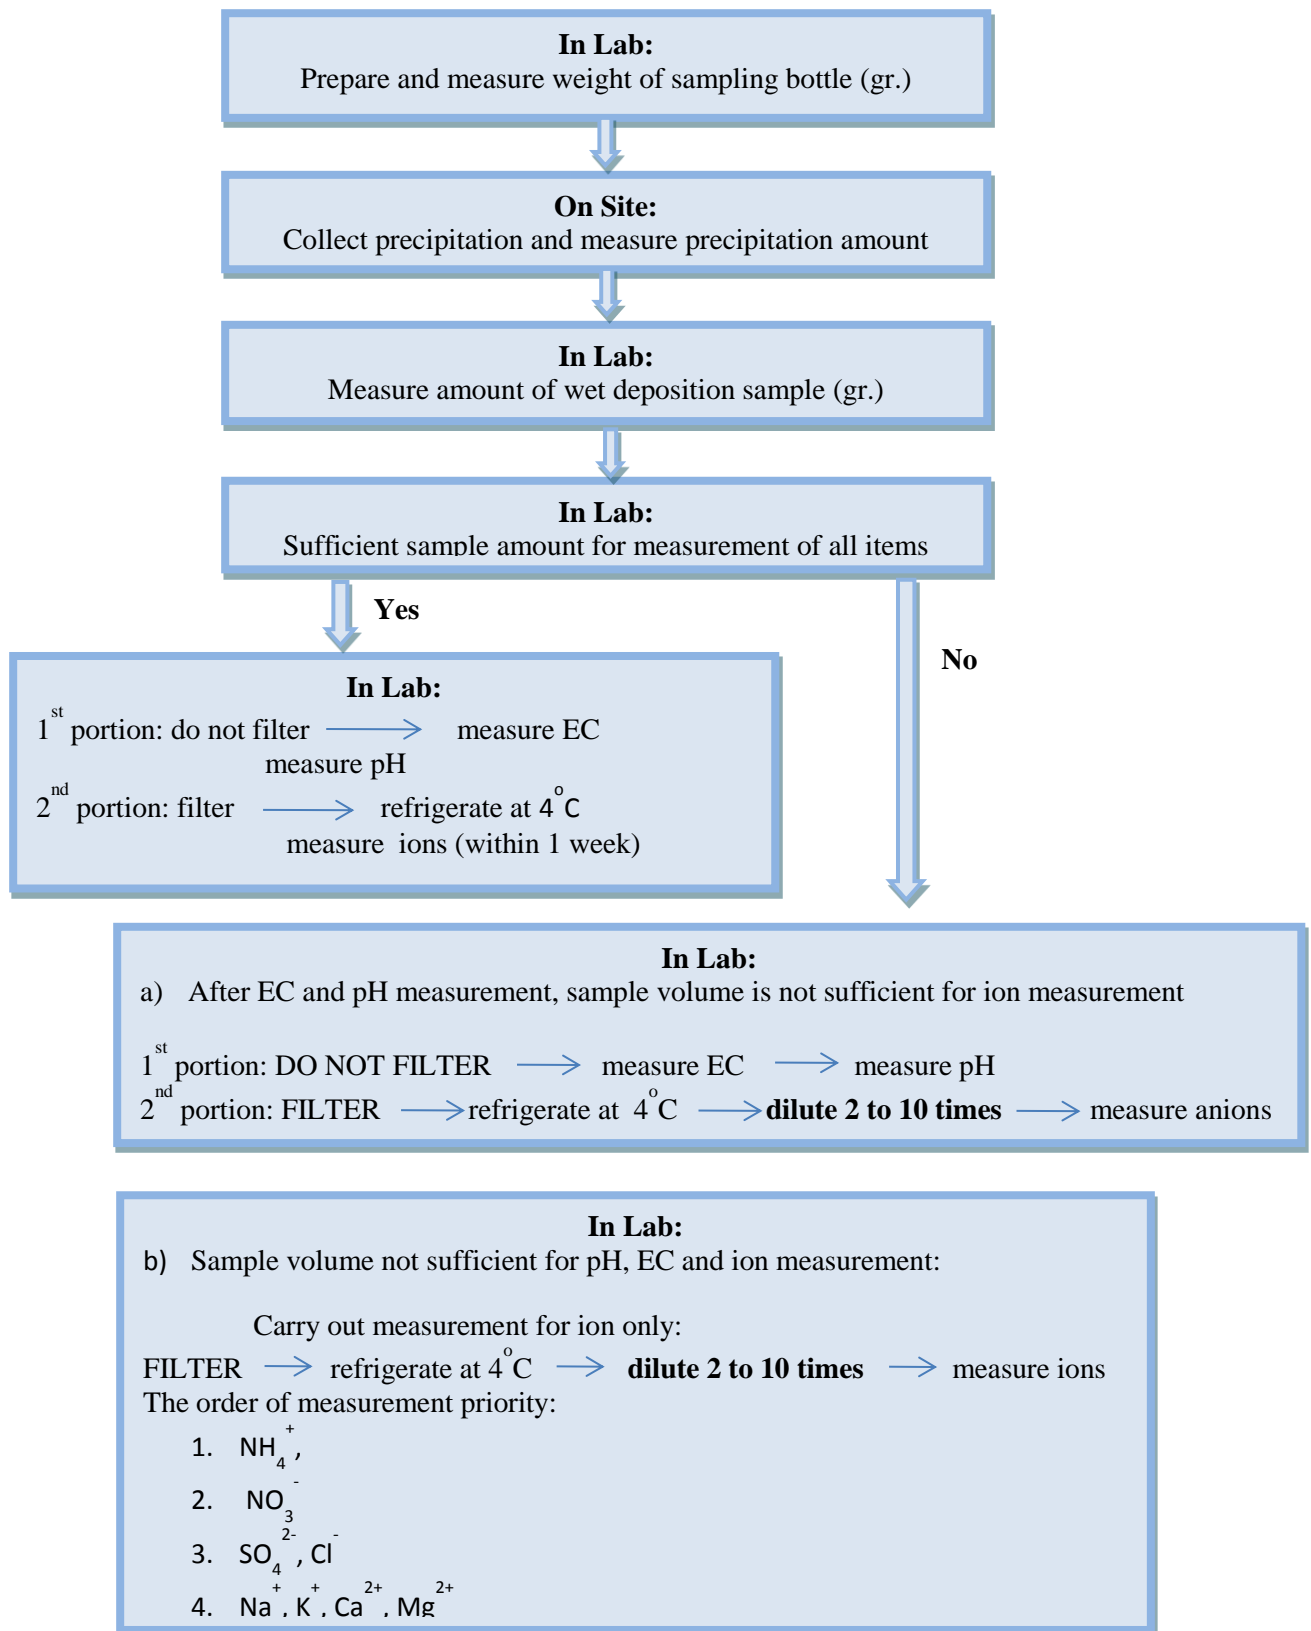 In Lab:
Prepare and measure weight of sampling bottle (gr.)
On Site:
Collect precipitation and measure precipitation amount
In Lab:
Measure amount of wet deposition sample (gr.)
In Lab:
Sufficient sample amount for measurement of all items
Yes
No
In Lab:
1st portion: do not filter → measure EC
measure pH
2nd portion: filter → refrigerate at 4°C
measure ions (within 1 week)
In Lab:
a) After EC and pH measurement, sample volume is not sufficient for ion measurement
1st portion: DO NOT FILTER → measure EC → measure pH
2nd portion: FILTER → refrigerate at 4°C → dilute 2 to 10 times → measure anions
In Lab:
b) Sample volume not sufficient for pH, EC and ion measurement:
Carry out measurement for ion only:
FILTER → refrigerate at 4°C → dilute 2 to 10 times → measure ions
The order of measurement priority:
1. NH₄⁺,
2. NO₃⁻
3. SO₄²⁻, Cl⁻
4. Na⁺, K⁺, Ca²⁺, Mg²⁺